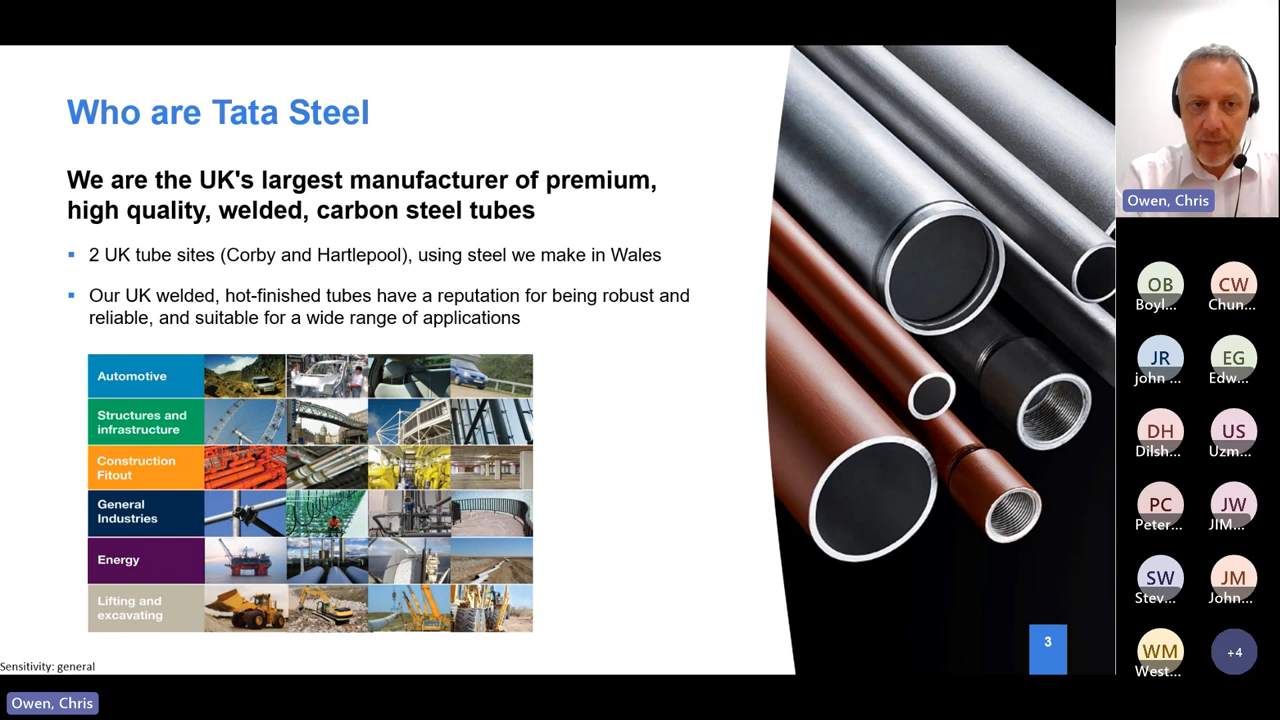 Who are Tata Steel
We are the UK's largest manufacturer of premium,
high quality, welded, carbon steel tubes
2 UK tube sites (Corby and Hartlepool), using steel we make in Wales
Our UK welded, hot-finished tubes have a reputation for being robust and
reliable, and suitable for a wide range of applications
Automotive
Structures and
infrastructure
Construction
Fitout
General
Industries
Energy
Lifting and
excavating
3
Sensitivity: general
Owen, Chris
Owen, Chris
OB
CW
Boyl...
Chun...
JR
EG
john ...
Edw...
DH
US
Dilsh...
Uzm...
PC
JW
Peter...
JIM...
SW
JM
Stev...
John...
WM
+4
West...